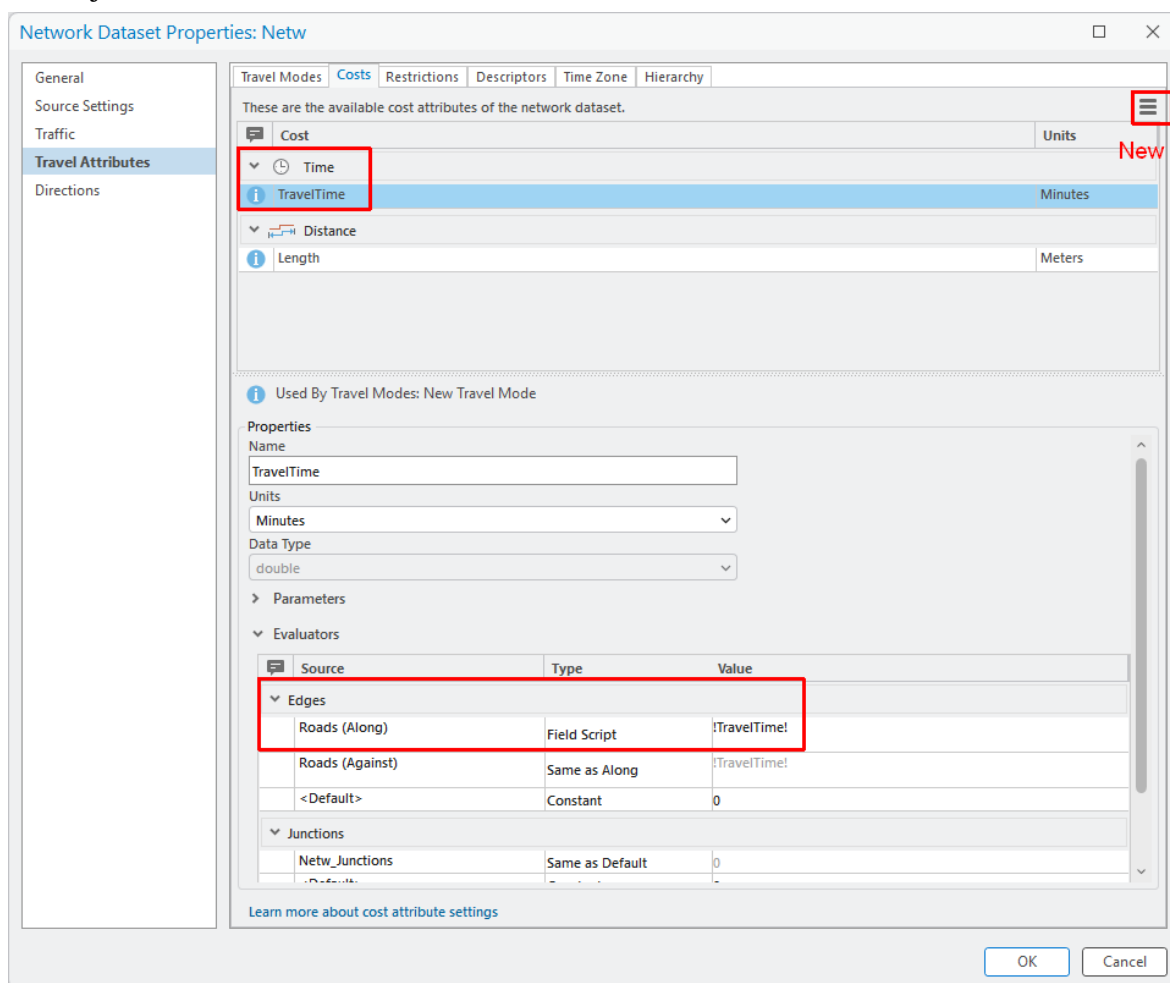 Network Dataset Properties: Netw
General
Source Settings
Traffic
Travel Attributes
Directions
Travel Modes Costs Restrictions Descriptors Time Zone Hierarchy
These are the available cost attributes of the network dataset.
Cost Units
New
Time
TravelTime Minutes
Distance
Length Meters
Used By Travel Modes: New Travel Mode
Properties
Name
TravelTime
Units
Minutes
Data Type
double
Parameters
Evaluators
Source Type Value
Edges
Roads (Along) Field Script !TravelTime!
Roads (Against) Same as Along !TravelTime!
<Default> Constant 0
Junctions
Netw_Junctions Same as Default 0
Learn more about cost attribute settings
OK Cancel